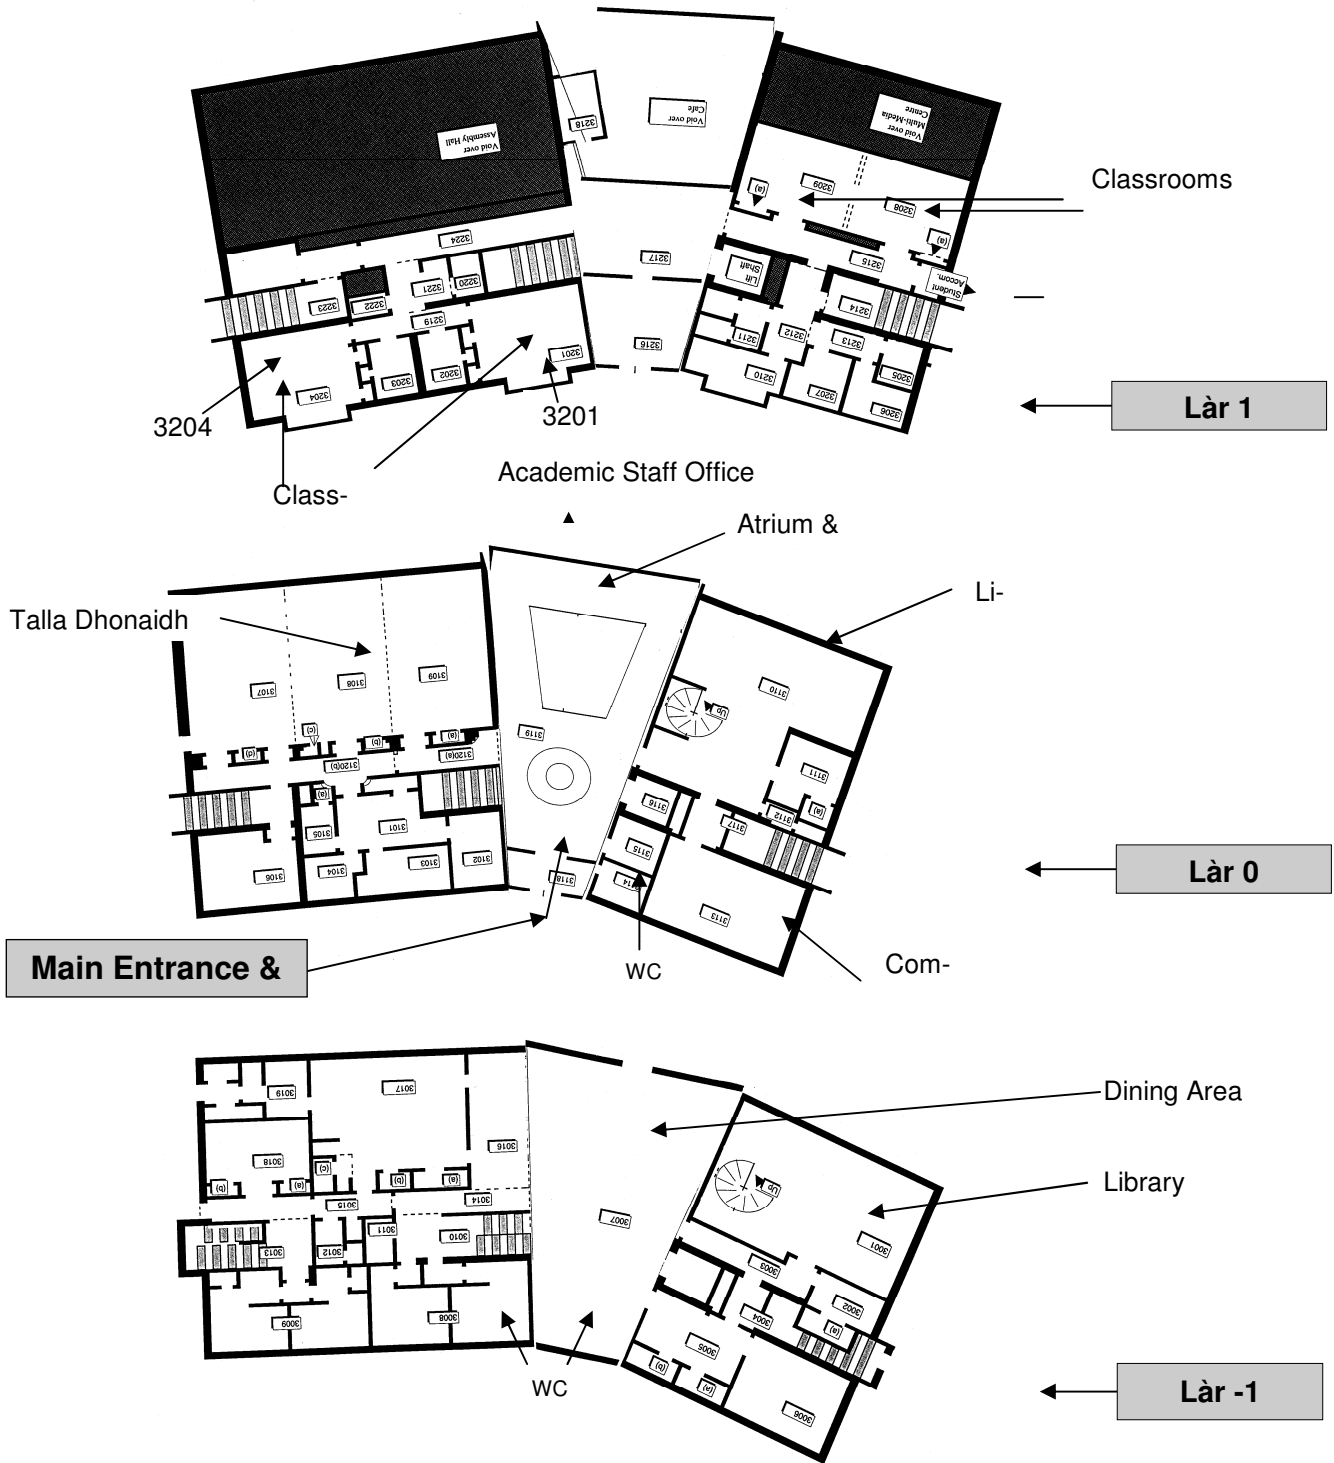 Void over
Assembly Hall
3218
Void over
Cafe
Void over
Multi-Media
Centre
Classrooms
(a)
3209
3208
(a)
3224
3217
3215
Lift
Shaft
Student
Accom.
3221
3220
3223
3222
3214
3219
3211
3212
3213
3216
3201
3202
3203
3204
3210
3207
3205
3206
3204
3201
Làr 1
Class-
Academic Staff Office
Atrium &
Li-
Talla Dhonaidh
3107
3108
3109
3110
Up
3119
(c)
(d)
(b)
(a)
3120(b)
3120(a)
3111
(a)
(a)
3116
3112
3117
3105
3101
3115
3106
3104
3103
3102
3118
3113
Làr 0
Main Entrance &
WC
Com-
3019
3017
Dining Area
3018
(c)
3016
(b)
(a)
(b)
(a)
Up
Library
3015
3014
3007
3001
3013
3012
3011
3010
3003
3002
3004
(a)
3009
3008
3005
(b)
(a)
3006
WC
Làr -1